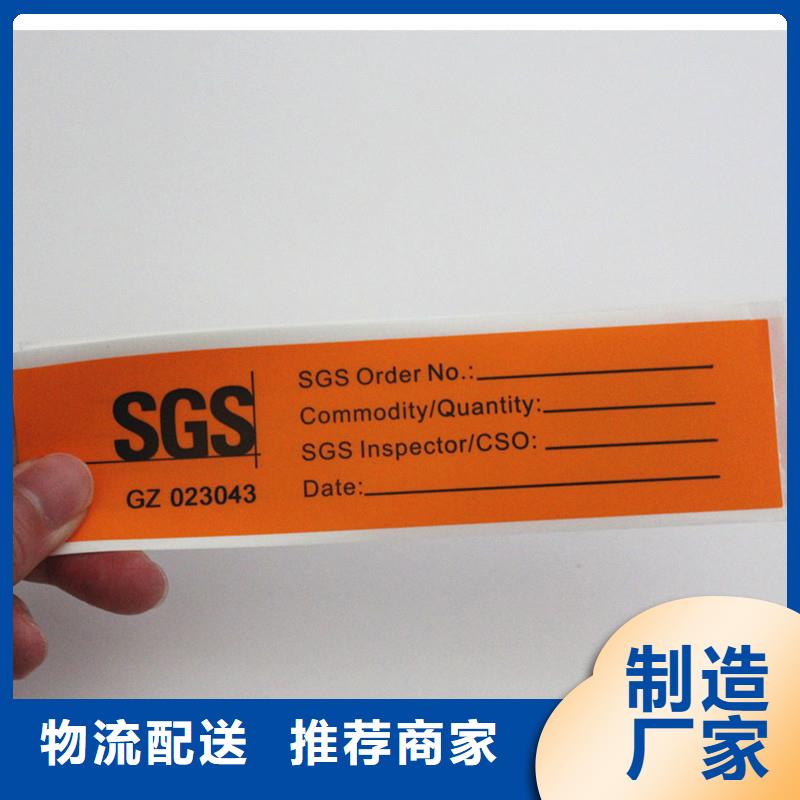 SGS
GZ 023043
SGS Order No.:
Commodity/Quantity:
SGS Inspector/CSO:
Date:
物流配送 推荐商家
制造
厂家